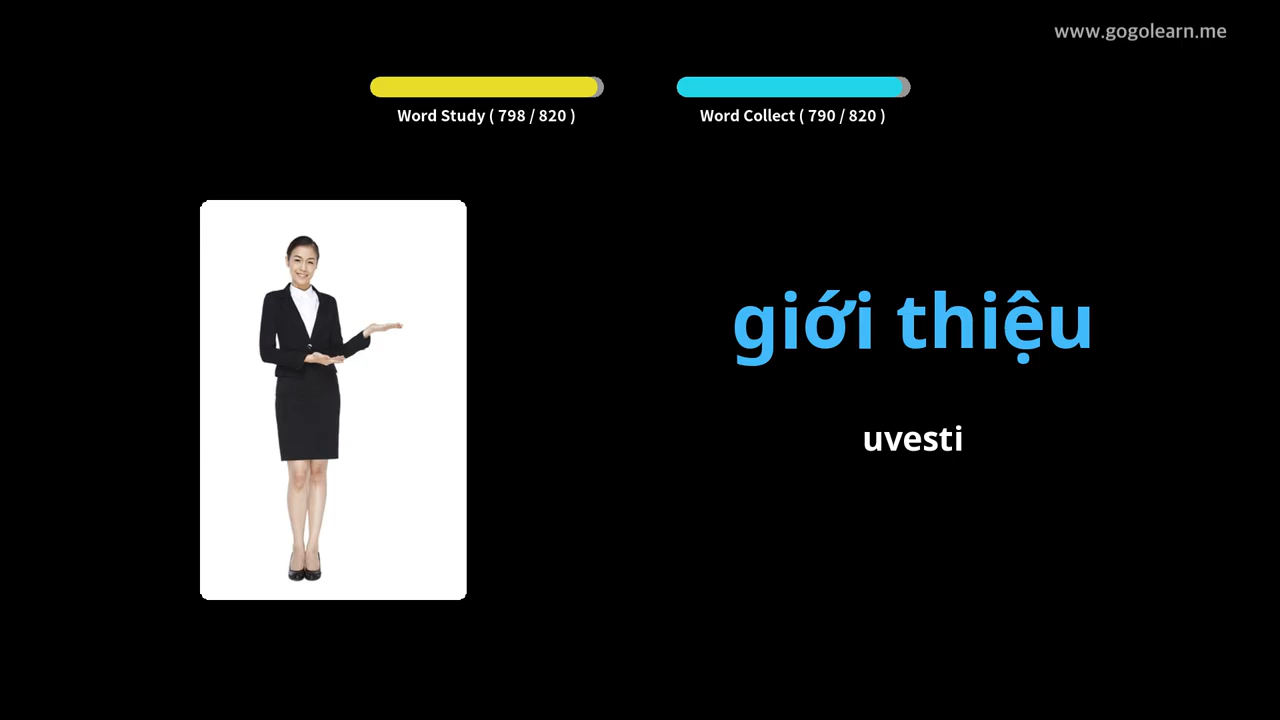 www.gogolearn.me
Word Study ( 798 / 820 )
Word Collect ( 790 / 820 )
giới thiệu
uvesti